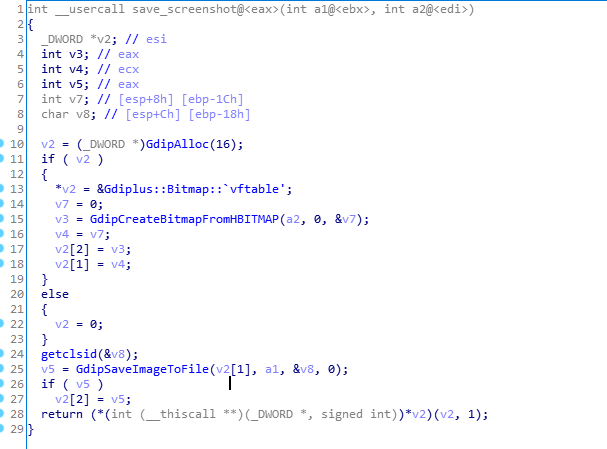 1 int __usercall save_screenshot@<eax>(int a1@<ebx>, int a2@<edi>)
2 {
3 _DWORD *v2; // esi
4 int v3; // eax
5 int v4; // ecx
6 int v5; // eax
7 int v7; // [esp+8h] [ebp-1Ch]
8 char v8; // [esp+Ch] [ebp-18h]
9
10 v2 = (_DWORD *)GdipAlloc(16);
11 if ( v2 )
12 {
13 *v2 = &Gdiplus::Bitmap::`vftable';
14 v7 = 0;
15 v3 = GdipCreateBitmapFromHBITMAP(a2, 0, &v7);
16 v4 = v7;
17 v2[2] = v3;
18 v2[1] = v4;
19 }
20 else
21 {
22 v2 = 0;
23 }
24 getclsid(&v8);
25 v5 = GdipSaveImageToFile(v2[1], a1, &v8, 0);
26 if ( v5 )
27 v2[2] = v5;
28 return (*(int (__thiscall **)(_DWORD *, signed int))*v2)(v2, 1);
29 }